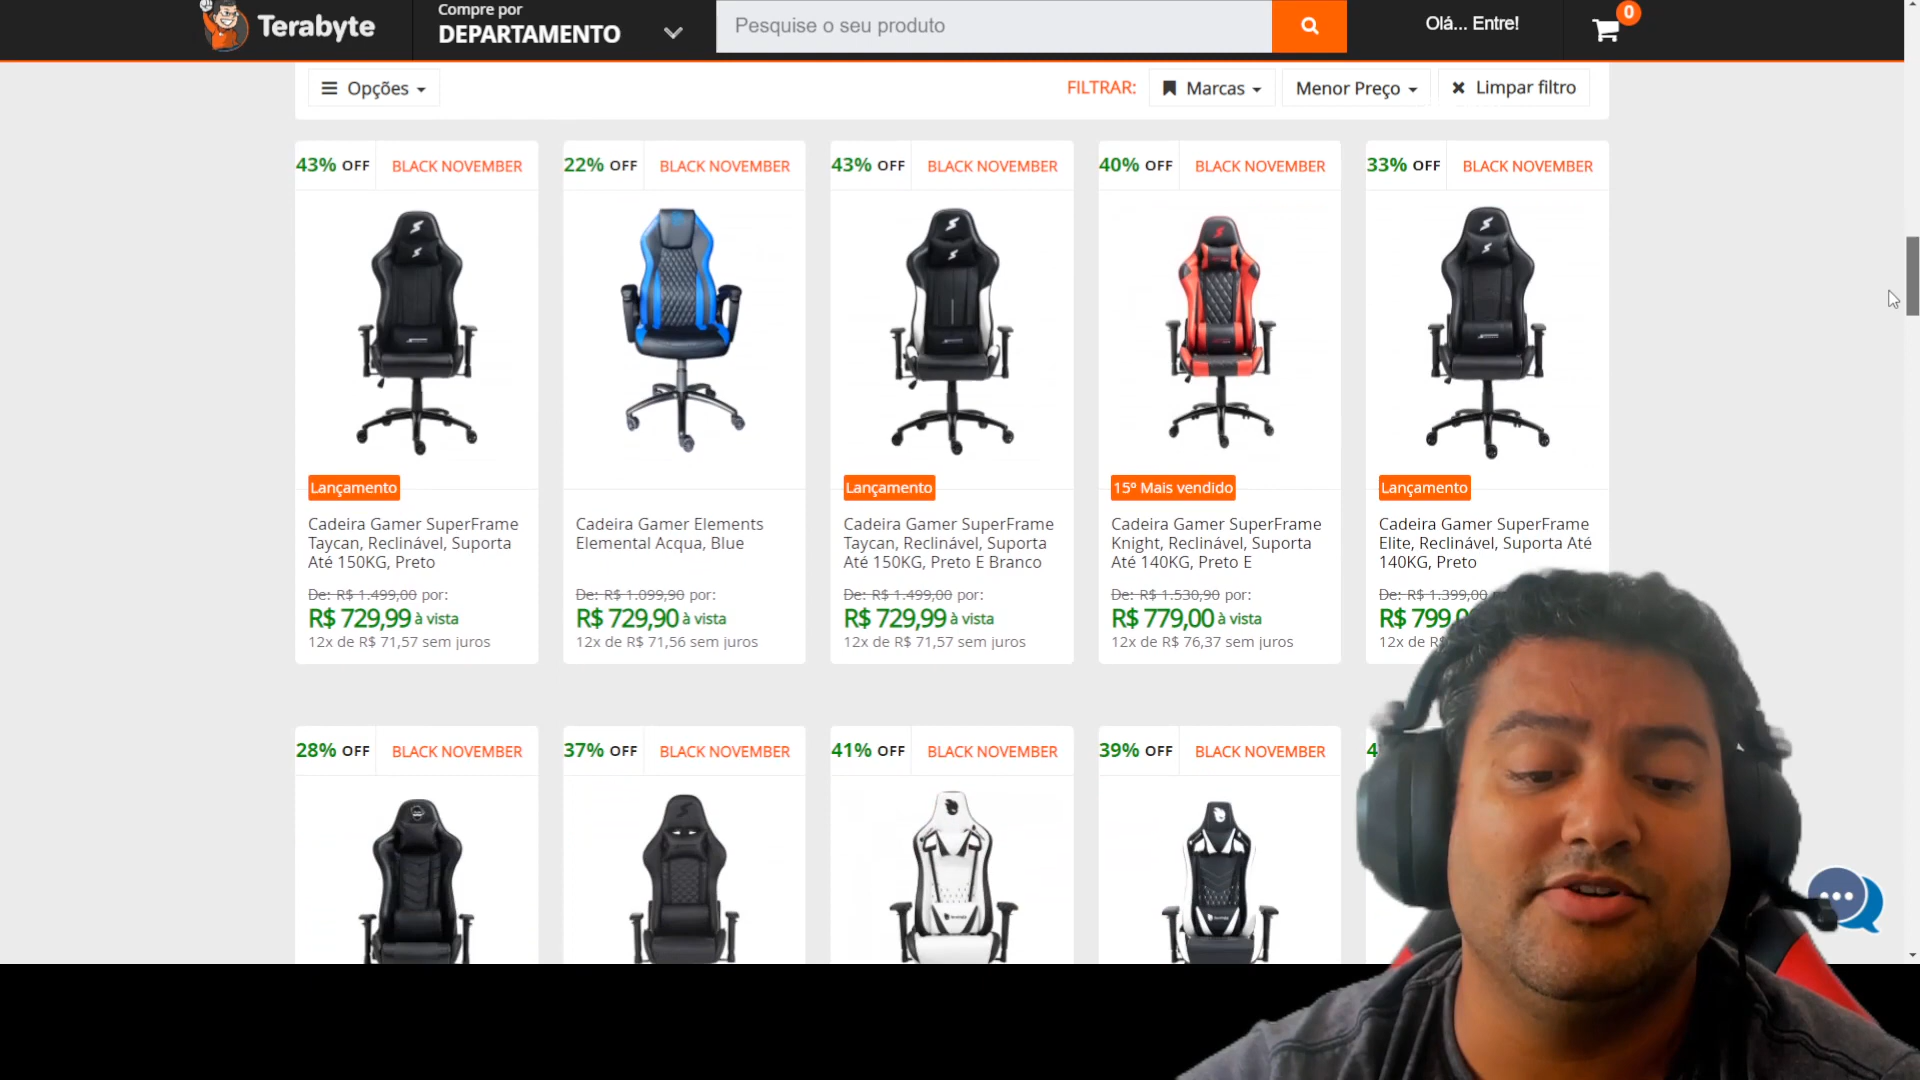 Terabyte
Compre por
DEPARTAMENTO
Pesquise o seu produto
Olá... Entre!
0
Opções
FILTRAR:
Marcas
Menor Preço
Limpar filtro
43% OFF BLACK NOVEMBER
22% OFF BLACK NOVEMBER
43% OFF BLACK NOVEMBER
40% OFF BLACK NOVEMBER
33% OFF BLACK NOVEMBER
Lançamento
Cadeira Gamer SuperFrame
Taycan, Reclinável, Suporta
Até 150KG, Preto
De: R$ 1.499,00 por:
R$ 729,99 à vista
12x de R$ 71,57 sem juros
Cadeira Gamer Elements
Elemental Acqua, Blue
De: R$ 1.099,90 por:
R$ 729,90 à vista
12x de R$ 71,56 sem juros
Lançamento
Cadeira Gamer SuperFrame
Taycan, Reclinável, Suporta
Até 150KG, Preto E Branco
De: R$ 1.499,00 por:
R$ 729,99 à vista
12x de R$ 71,57 sem juros
15º Mais vendido
Cadeira Gamer SuperFrame
Knight, Reclinável, Suporta
Até 140KG, Preto E
De: R$ 1.530,90 por:
R$ 779,00 à vista
12x de R$ 76,37 sem juros
Lançamento
Cadeira Gamer SuperFrame
Elite, Reclinável, Suporta Até
140KG, Preto
De: R$ 1.399,00
R$ 799,0
12x de R$
28% OFF BLACK NOVEMBER
37% OFF BLACK NOVEMBER
41% OFF BLACK NOVEMBER
39% OFF BLACK NOVEMBER
4